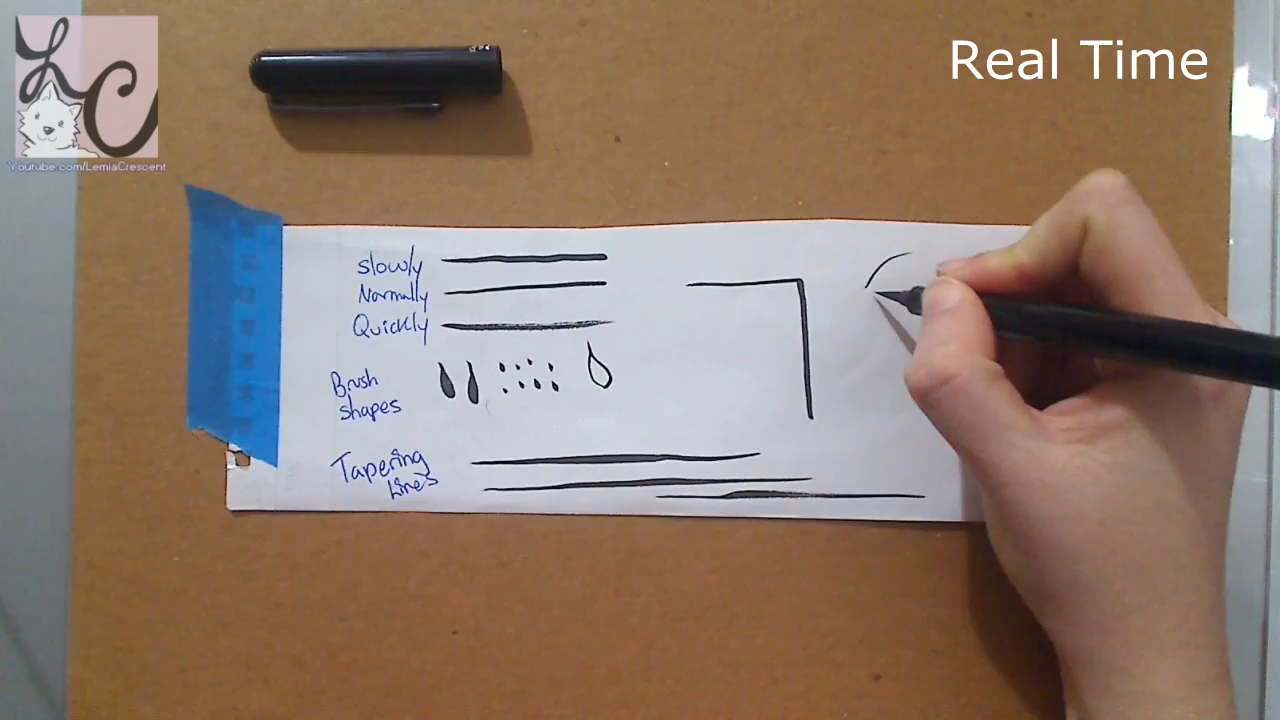 LC
Youtube.com/LemiaCrescent
Real Time
slowly
Normally
Quickly
Brush
shapes
Tapering
Lines